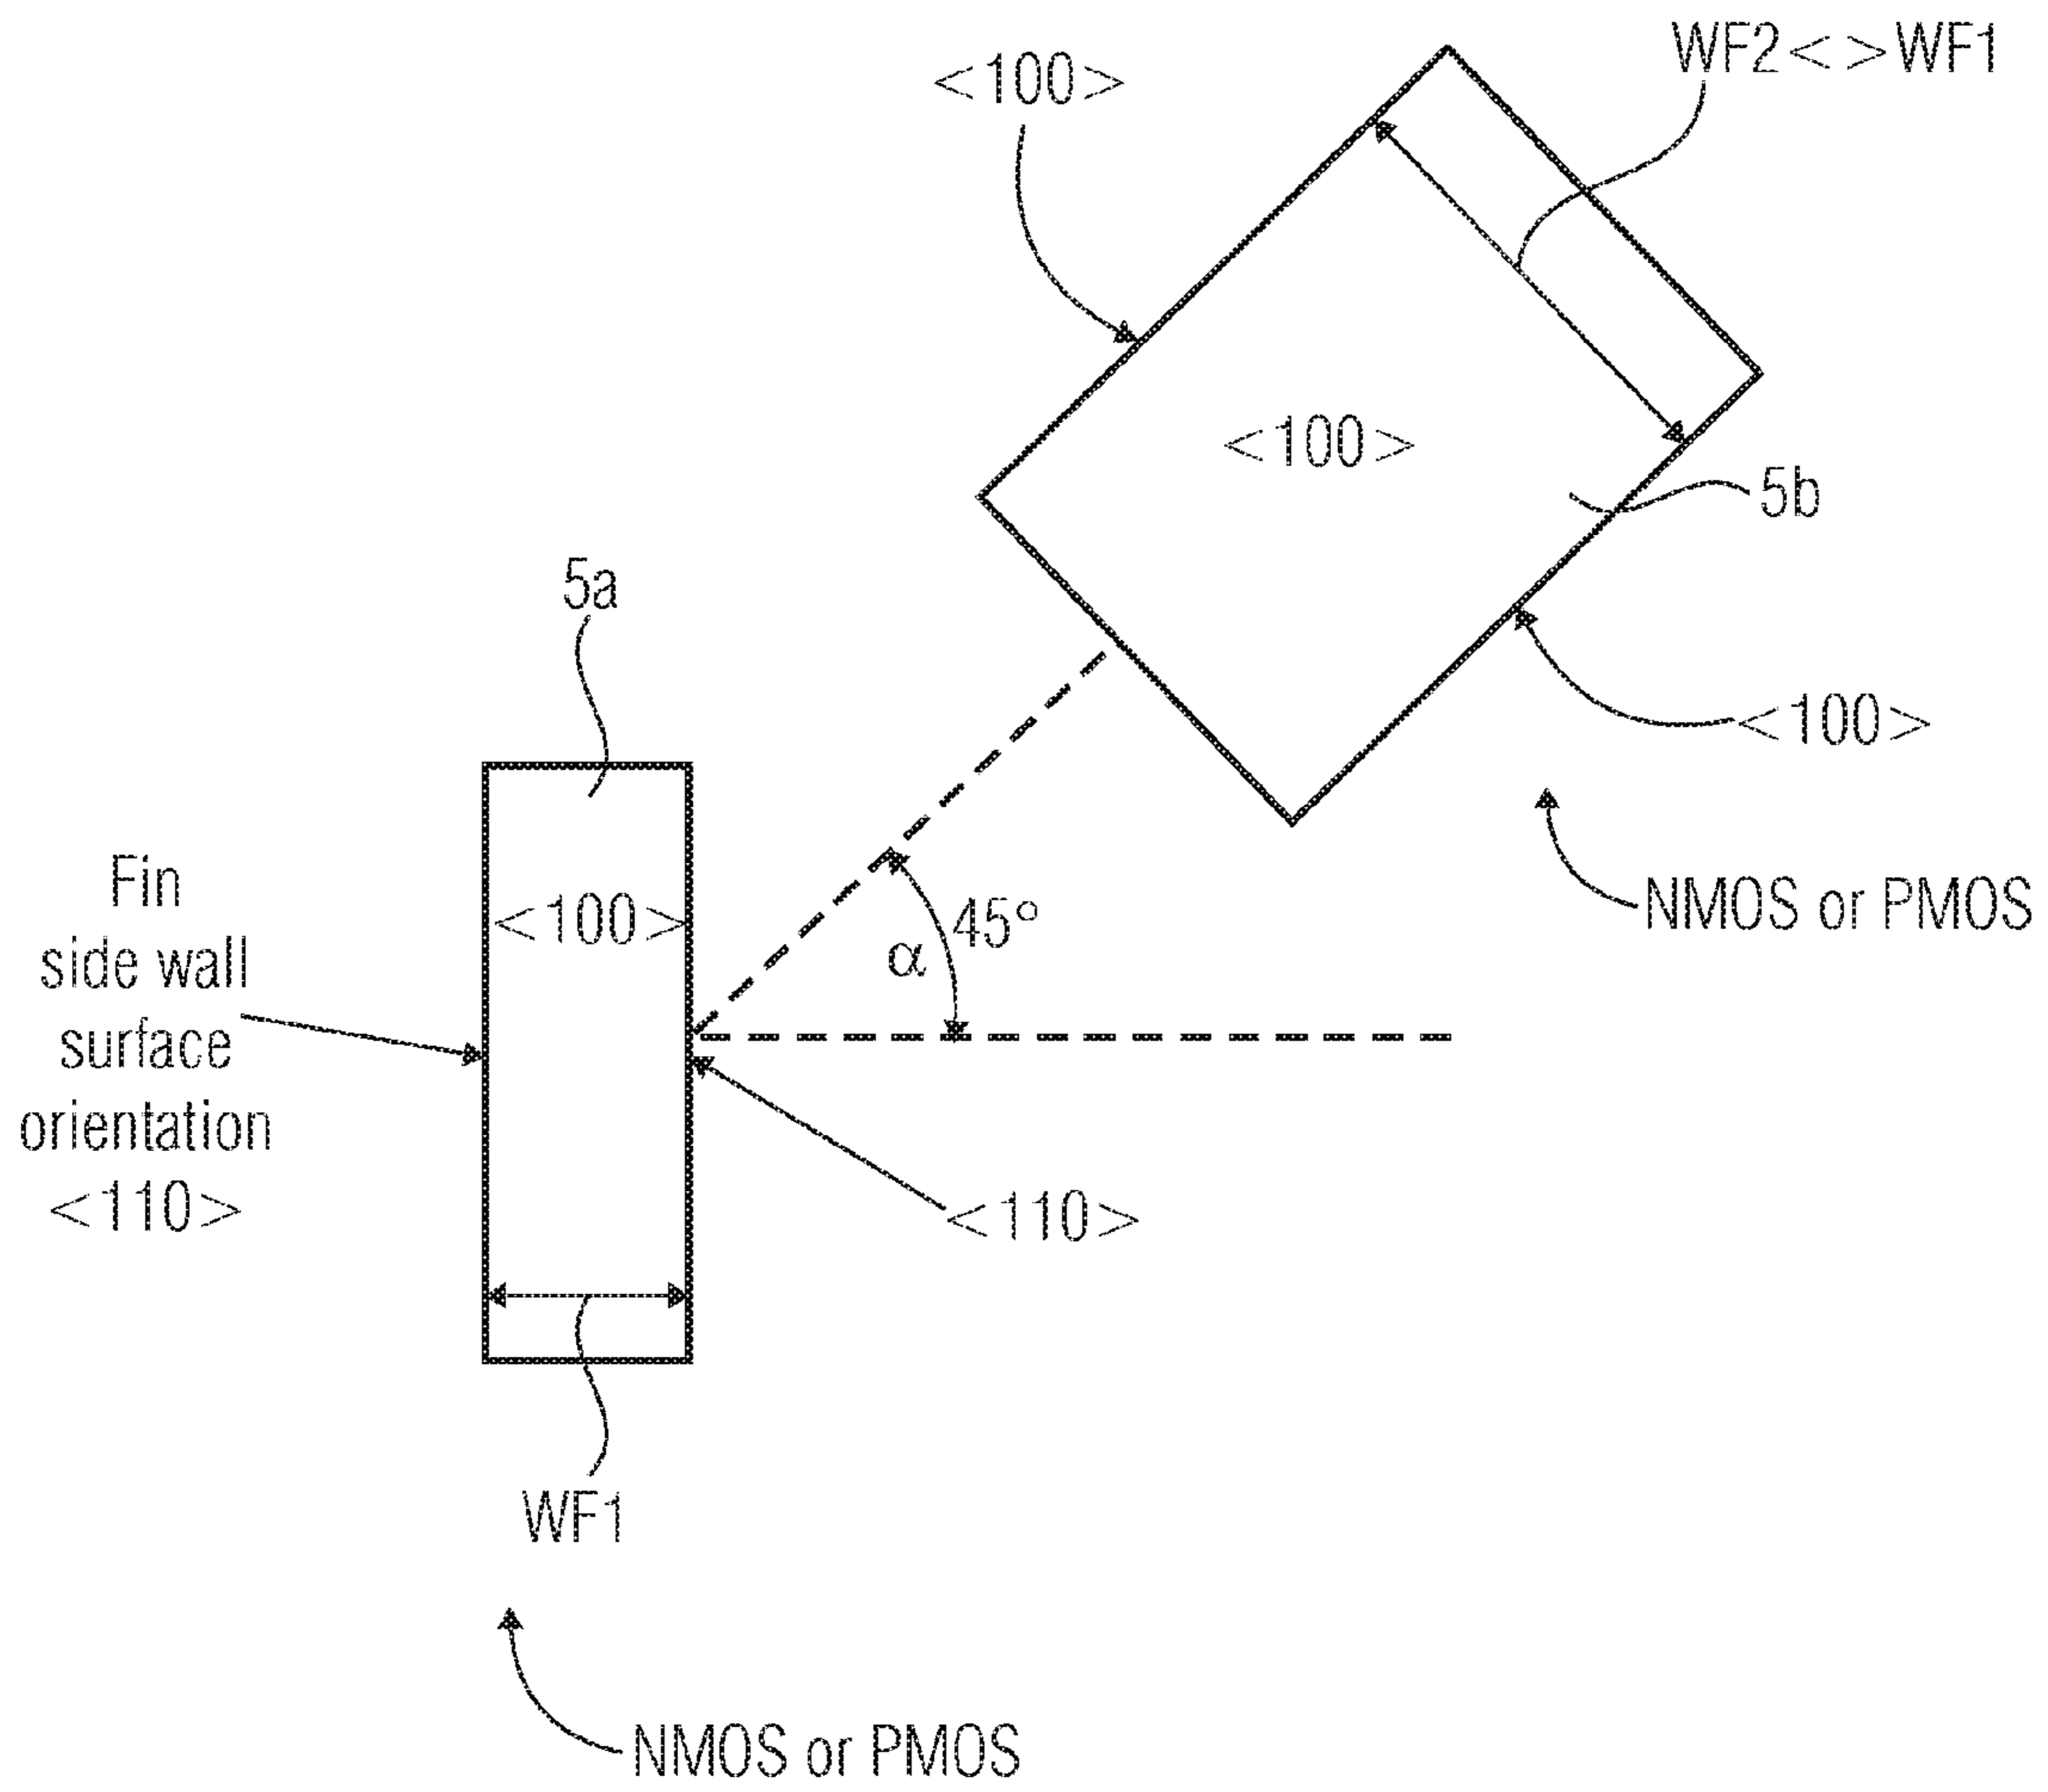 WF2< >WF1
<100>
<100>
5b
5a
<100>
Fin
side wall
surface
orientation
<110>
<100>
45°
α
NMOS or PMOS
<110>
WF1
NMOS or PMOS